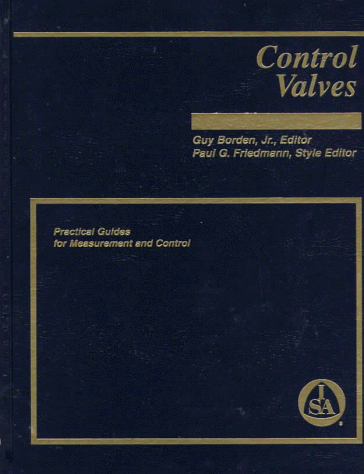 Control
Valves
Guy Borden, Jr., Editor
Paul G. Friedmann, Style Editor
Practical Guides
for Measurement and Control
ISA